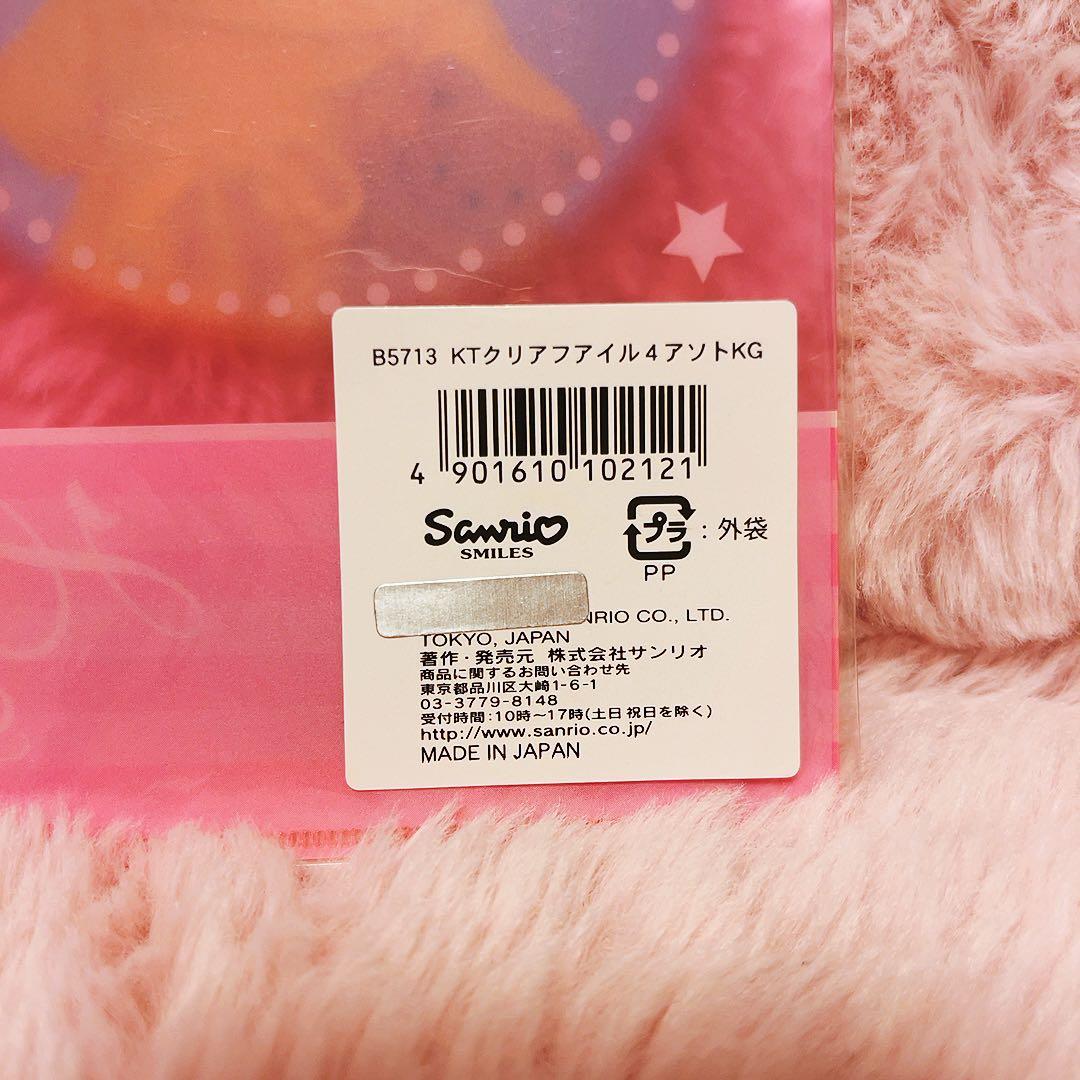 B5713 KTクリアフアイル4アソトKG
4 901610 102121
Sanrio
SMILES
プラ : 外袋
PP
NRIO CO., LTD.
TOKYO, JAPAN
著作・発売元 株式会社サンリオ
商品に関するお問い合わせ先
東京都品川区大崎1-6-1
03-3779-8148
受付時間:10時〜17時(土日祝日を除く)
http://www.sanrio.co.jp/
MADE IN JAPAN